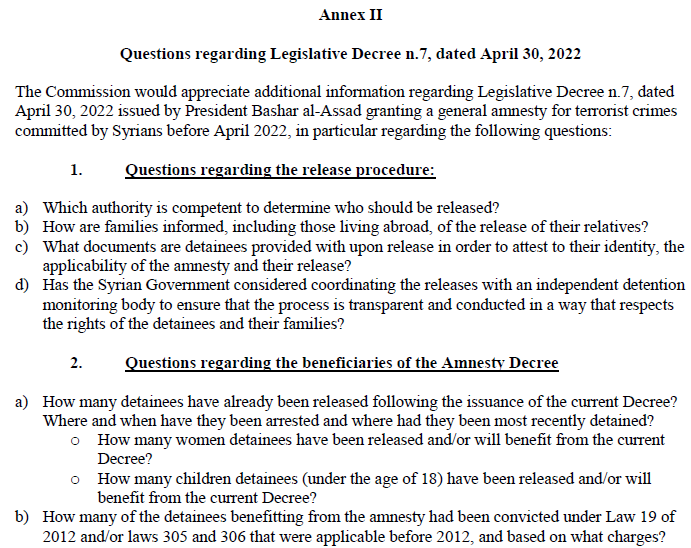 Annex II
Questions regarding Legislative Decree n.7, dated April 30, 2022
The Commission would appreciate additional information regarding Legislative Decree n.7, dated
April 30, 2022 issued by President Bashar al-Assad granting a general amnesty for terrorist crimes
committed by Syrians before April 2022, in particular regarding the following questions:
1. Questions regarding the release procedure:
a) Which authority is competent to determine who should be released?
b) How are families informed, including those living abroad, of the release of their relatives?
c) What documents are detainees provided with upon release in order to attest to their identity, the
applicability of the amnesty and their release?
d) Has the Syrian Government considered coordinating the releases with an independent detention
monitoring body to ensure that the process is transparent and conducted in a way that respects
the rights of the detainees and their families?
2. Questions regarding the beneficiaries of the Amnesty Decree
a) How many detainees have already been released following the issuance of the current Decree?
Where and when have they been arrested and where had they been most recently detained?
o How many women detainees have been released and/or will benefit from the current
Decree?
o How many children detainees (under the age of 18) have been released and/or will
benefit from the current Decree?
b) How many of the detainees benefitting from the amnesty had been convicted under Law 19 of
2012 and/or laws 305 and 306 that were applicable before 2012, and based on what charges?